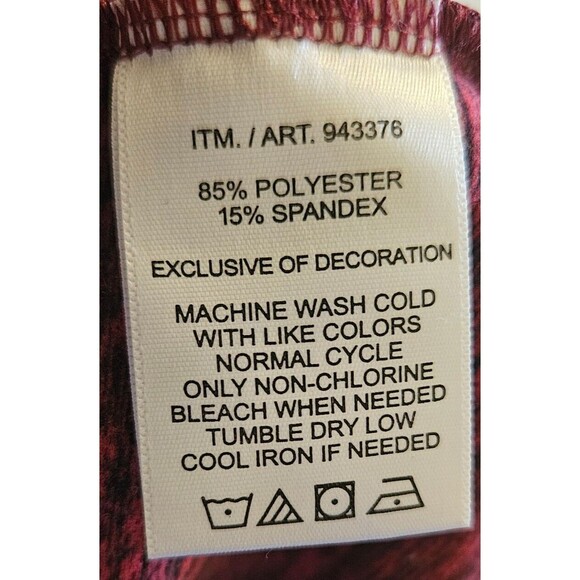 ITM. / ART. 943376
85% POLYESTER
15% SPANDEX
EXCLUSIVE OF DECORATION
MACHINE WASH COLD
WITH LIKE COLORS
NORMAL CYCLE
ONLY NON-CHLORINE
BLEACH WHEN NEEDED
TUMBLE DRY LOW
COOL IRON IF NEEDED